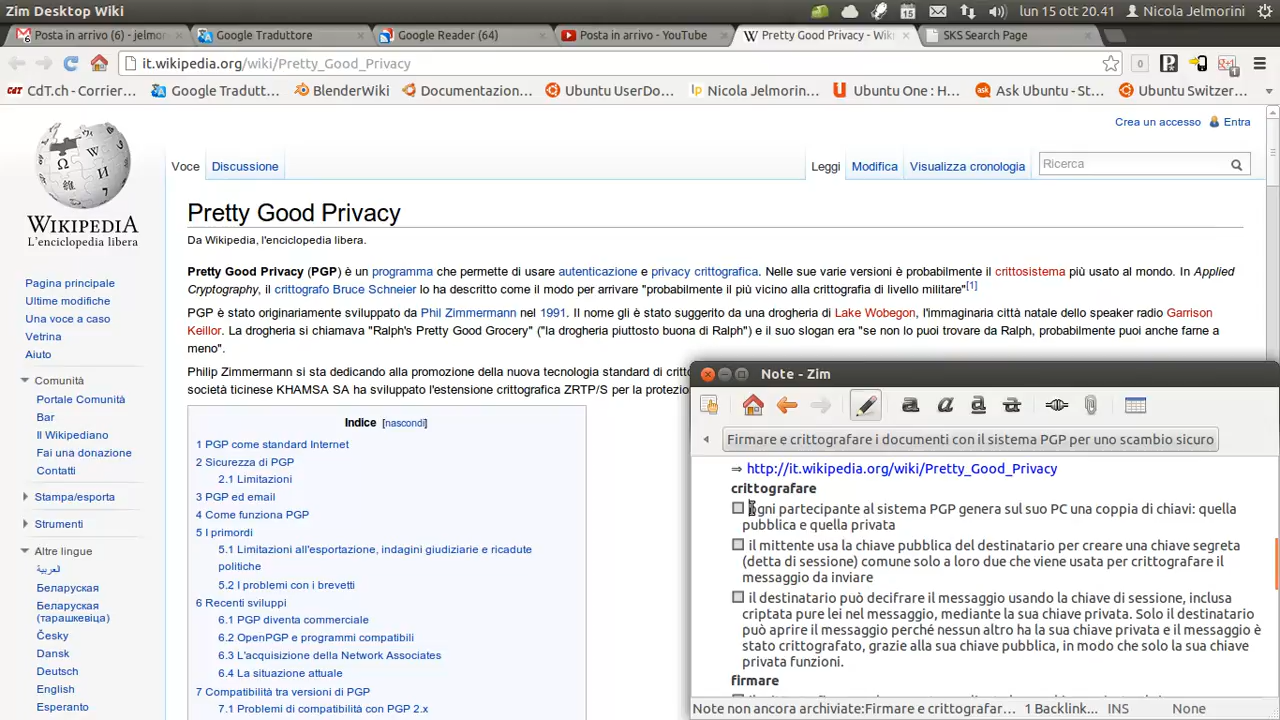 Zim Desktop Wiki
15
lun 15 ott 20.41
Nicola Jelmorini
Posta in arrivo (6) - jelmor
Google Traduttore
Google Reader (64)
Posta in arrivo - YouTube
W Pretty Good Privacy - Wiki
SKS Search Page
it.wikipedia.org/wiki/Pretty_Good_Privacy
0
P
1
CdT CdT.ch - Corrier...
Google Tradutt...
BlenderWiki
Documentazion...
Ubuntu UserDo...
lp Nicola Jelmorini...
U Ubuntu One : H...
ask Ask Ubuntu - St...
Ubuntu Switzer...
Crea un accesso
Entra
WIKIPEDIA
L'enciclopedia libera
Voce
Discussione
Leggi
Modifica
Visualizza cronologia
Ricerca
Pagina principale
Ultime modifiche
Una voce a caso
Vetrina
Aiuto
Comunità
Portale Comunità
Bar
Il Wikipediano
Fai una donazione
Contatti
Stampa/esporta
Strumenti
Altre lingue
العربية
Беларуская
Беларуская
(тарашкевіца)
Česky
Dansk
Deutsch
English
Esperanto
Pretty Good Privacy
Da Wikipedia, l'enciclopedia libera.
Pretty Good Privacy (PGP) è un programma che permette di usare autenticazione e privacy crittografica. Nelle sue varie versioni è probabilmente il crittosistema più usato al mondo. In Applied
Cryptography, il crittografo Bruce Schneier lo ha descritto come il modo per arrivare "probabilmente il più vicino alla crittografia di livello militare"[1]
PGP è stato originariamente sviluppato da Phil Zimmermann nel 1991. Il nome gli è stato suggerito da una drogheria di Lake Wobegon, l'immaginaria città natale dello speaker radio Garrison
Keillor. La drogheria si chiamava "Ralph's Pretty Good Grocery" ("la drogheria piuttosto buona di Ralph") e il suo slogan era "se non lo puoi trovare da Ralph, probabilmente puoi anche farne a
meno".
Philip Zimmermann si sta dedicando alla promozione della nuova tecnologia standard di
società ticinese KHAMSA SA ha sviluppato l'estensione crittografica ZRTP/S per la
Indice [nascondi]
1 PGP come standard Internet
2 Sicurezza di PGP
2.1 Limitazioni
3 PGP ed email
4 Come funziona PGP
5 I primordi
5.1 Limitazioni all'esportazione, indagini giudiziarie e ricadute
politiche
5.2 I problemi con i brevetti
6 Recenti sviluppi
6.1 PGP diventa commerciale
6.2 OpenPGP e programmi compatibili
6.3 L'acquisizione della Network Associates
6.4 La situazione attuale
7 Compatibilità tra versioni di PGP
7.1 Problemi di compatibilità con PGP 2.x
Note - Zim
a a a a
Firmare e crittografare i documenti con il sistema PGP per uno scambio sicuro
⇒ http://it.wikipedia.org/wiki/Pretty_Good_Privacy
crittografare
ogni partecipante al sistema PGP genera sul suo PC una coppia di chiavi: quella
pubblica e quella privata
il mittente usa la chiave pubblica del destinatario per creare una chiave segreta
(detta di sessione) comune solo a loro due che viene usata per crittografare il
messaggio da inviare
il destinatario può decifrare il messaggio usando la chiave di sessione, inclusa
criptata pure lei nel messaggio, mediante la sua chiave privata. Solo il destinatario
può aprire il messaggio perché nessun altro ha la sua chiave privata e il messaggio è
stato crittografato, grazie alla sua chiave pubblica, in modo che solo la sua chiave
privata funzioni.
firmare
Note non ancora archiviate:Firmare e crittografar...
1 Backlink...
INS
None